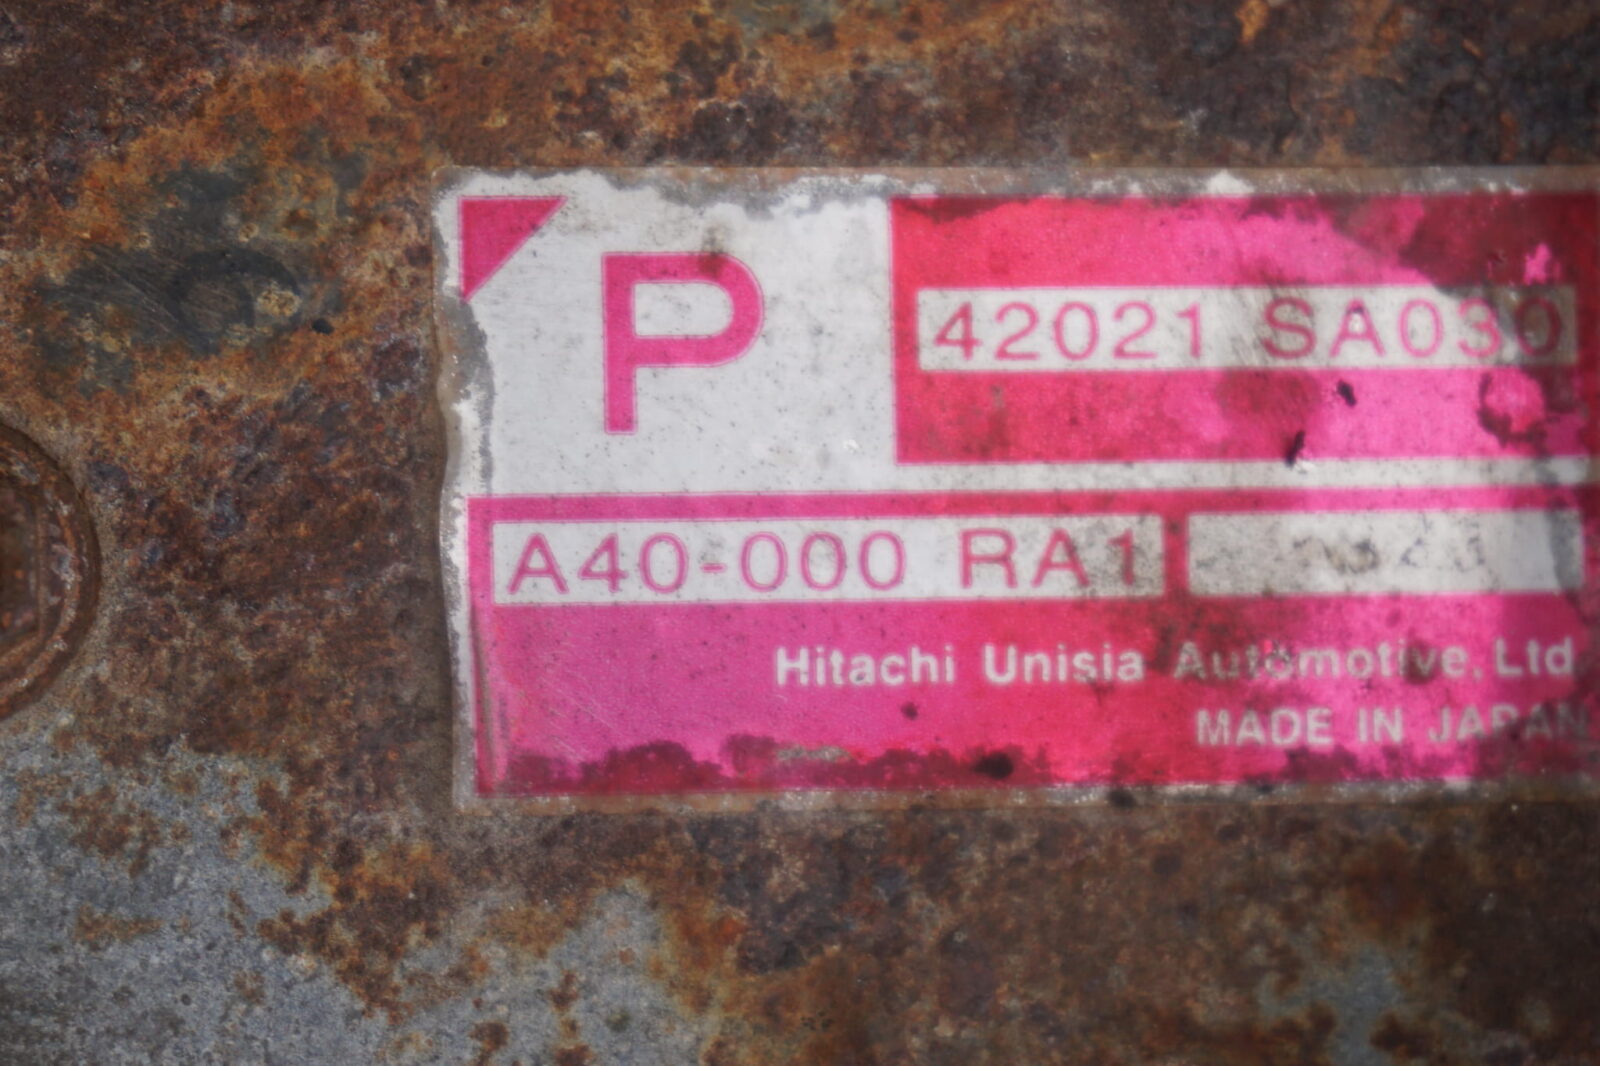 P
42021 SA030
A40-000 RA1
Hitachi Unisia Automotive, Ltd
MADE IN JAPAN